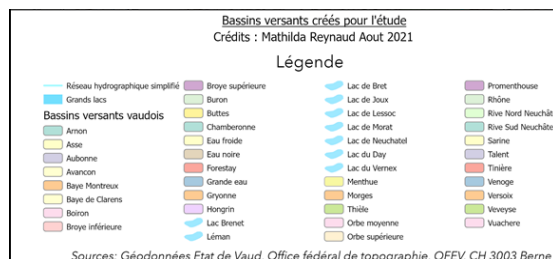 Bassins versants créés pour l'étude
Crédits : Mathilda Reynaud Aout 2021
Légende
Réseau hydrographique simplifié
Grands lacs
Bassins versants vaudois
Arnon
Asse
Aubonne
Avancon
Baye Montreux
Baye de Clarens
Boiron
Broye inférieure
Broye supérieure
Buron
Buttes
Chamberonne
Eau froide
Eau noire
Forestay
Grande eau
Gryonne
Hongrin
Lac Brenet
Léman
Lac de Bret
Lac de Joux
Lac de Lessoc
Lac de Morat
Lac de Neuchatel
Lac du Day
Lac du Vernex
Menthue
Morges
Thièle
Orbe moyenne
Orbe supérieure
Promenthouse
Rhône
Rive Nord Neuchâte
Rive Sud Neuchâte
Sarine
Talent
Tinière
Venoge
Versoix
Veveyse
Vuachere
Sources: Géodonnées Etat de Vaud, Office fédéral de topographie, OFEV, CH 3003 Berne